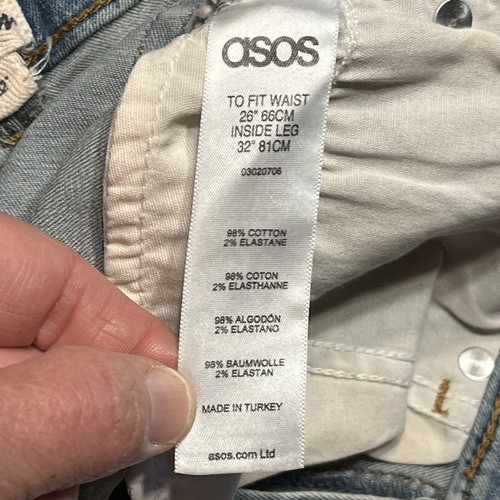 asos
TO FIT WAIST
26" 66CM
INSIDE LEG
32" 81CM
03020706
98% COTTON
2% ELASTANE
98% COTON
2% ELASTHANNE
98% ALGODÓN
2% ELASTANO
98% BAUMWOLLE
2% ELASTAN
MADE IN TURKEY
asos.com Ltd